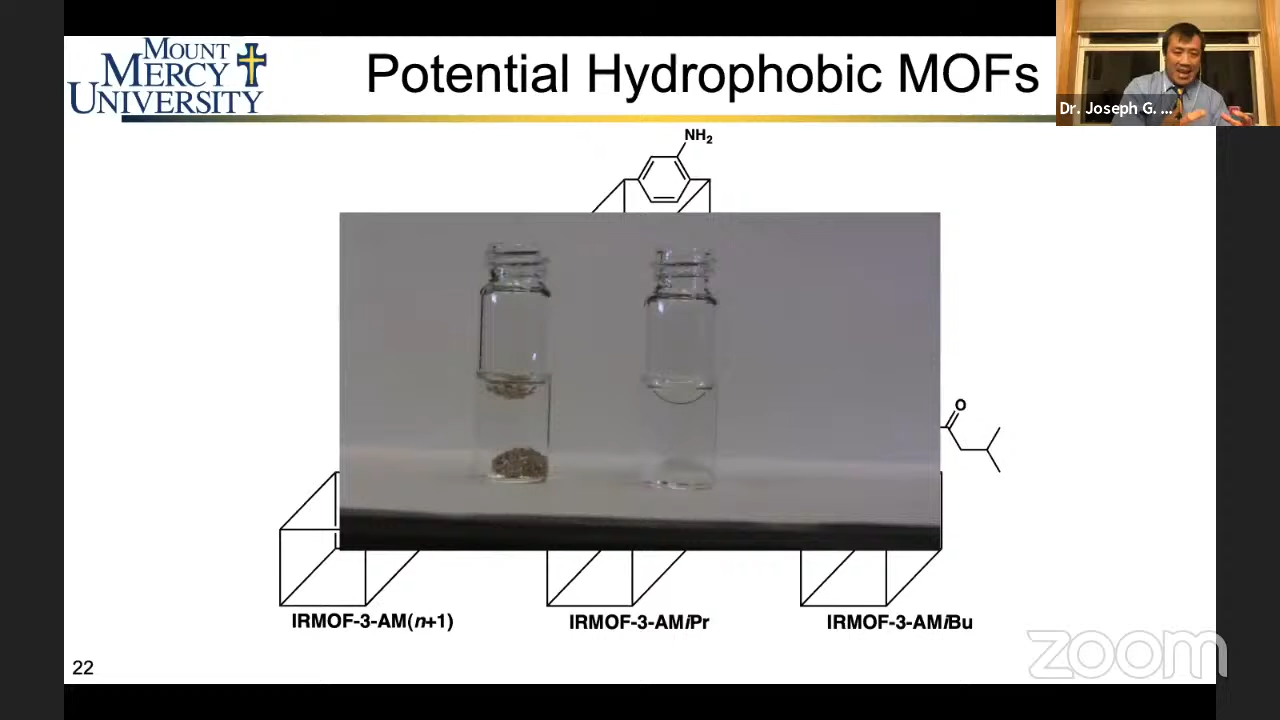 MOUNT
MERCY
UNIVERSITY
Potential Hydrophobic MOFs
Dr. Joseph G. ...
NH₂
O
IRMOF-3-AM(n+1)
IRMOF-3-AMiPr
IRMOF-3-AMiBu
22
zoom